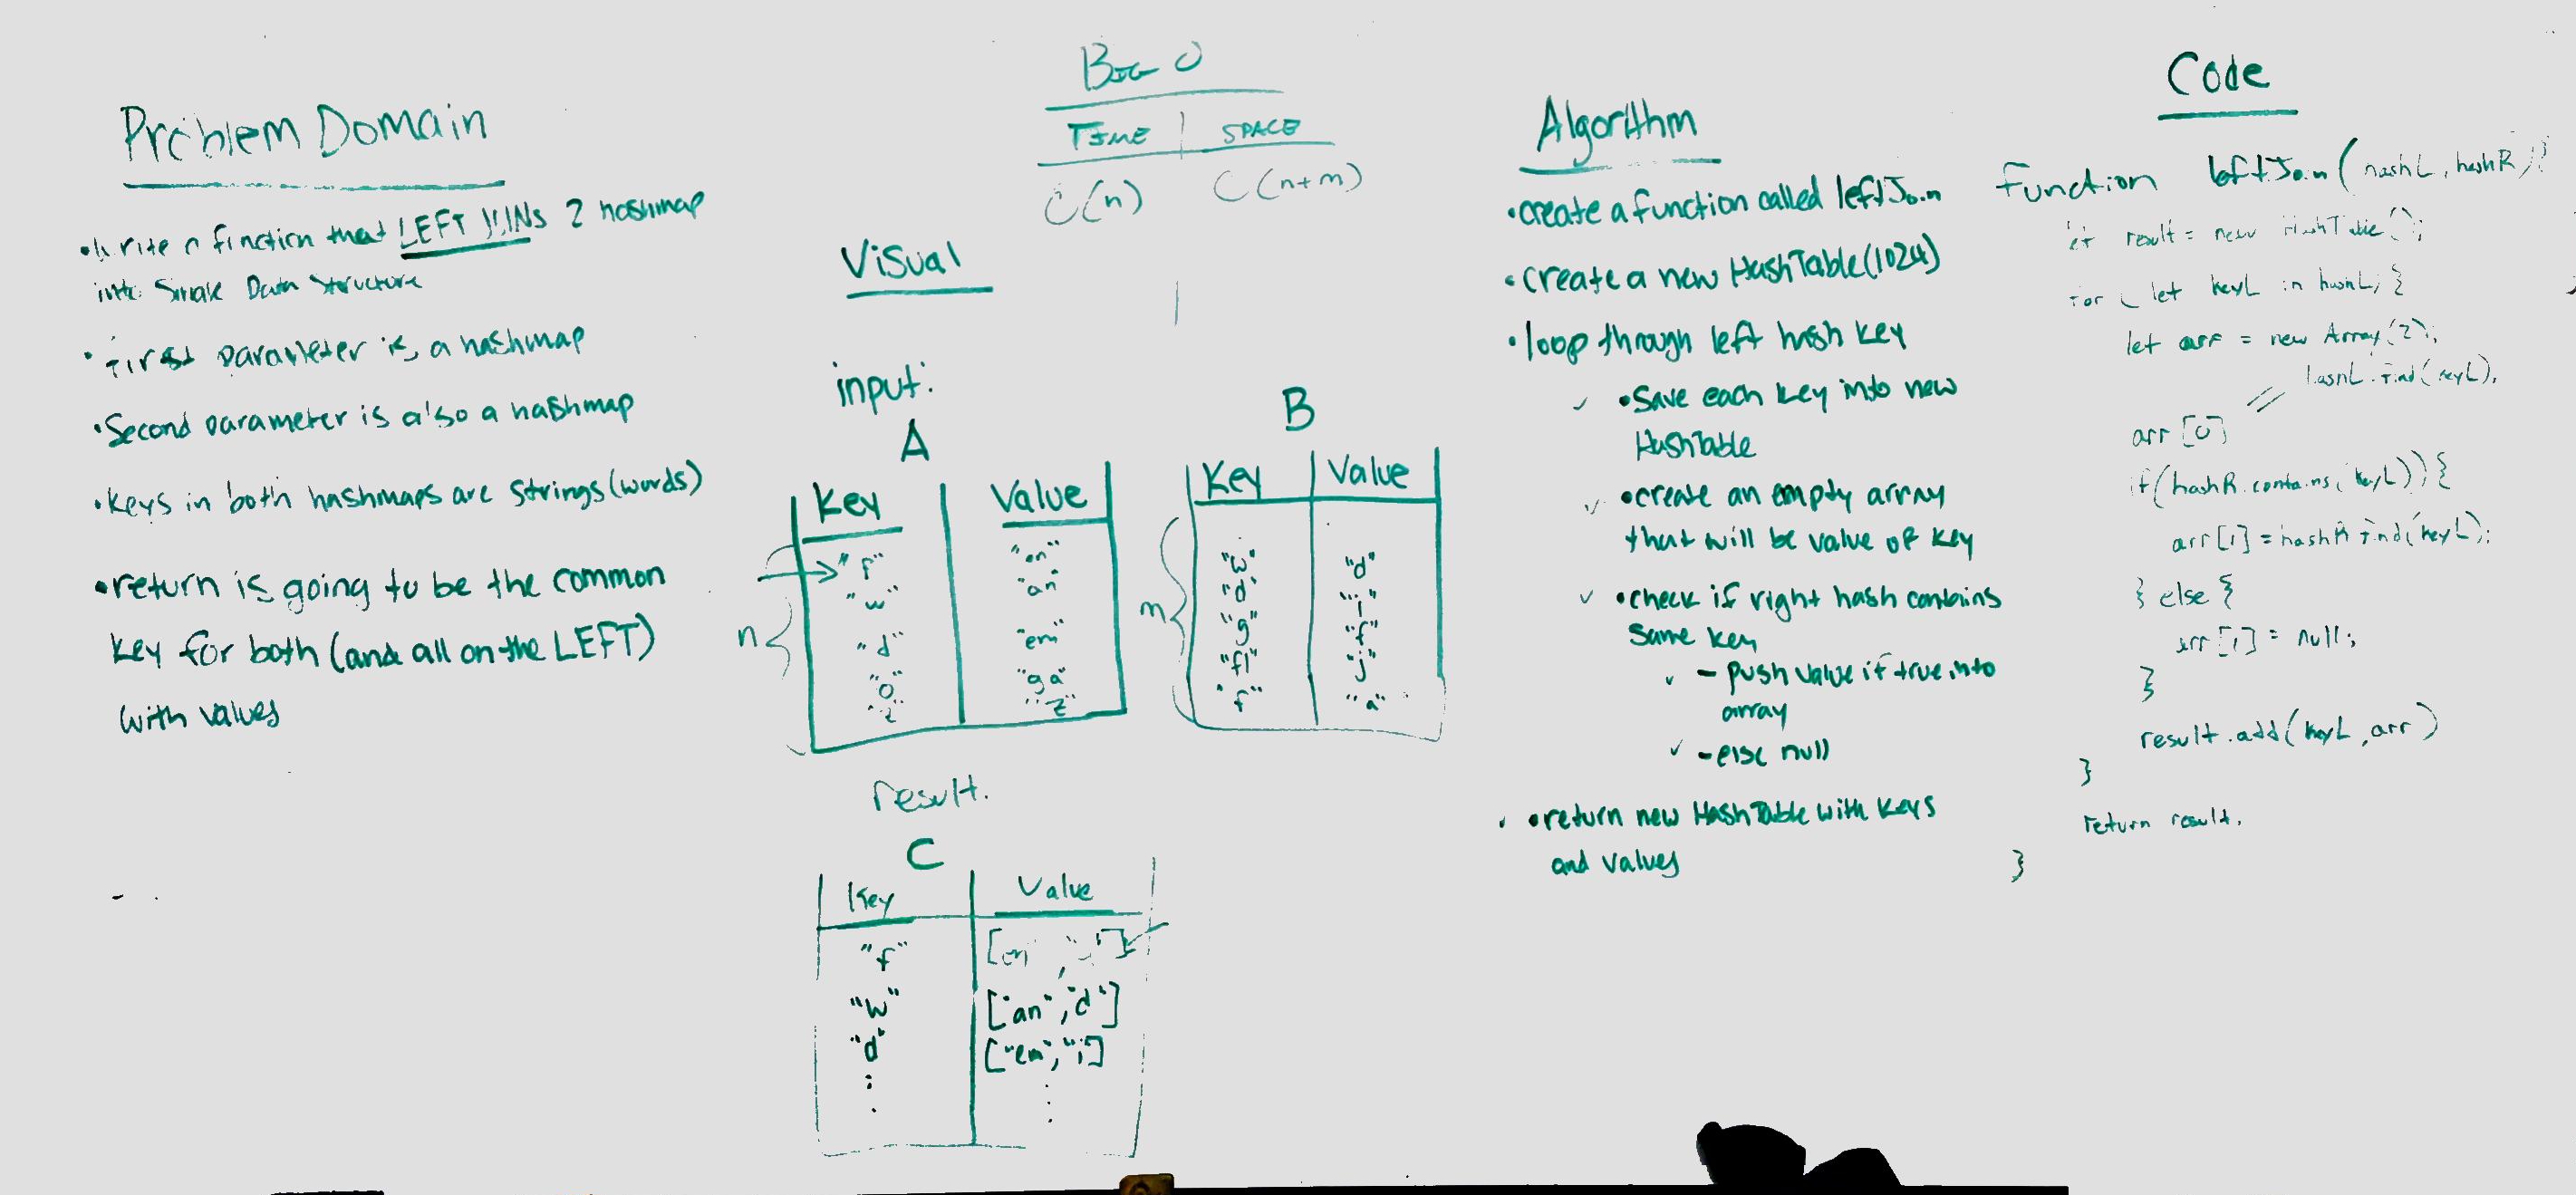 Problem Domain
• Write a function that LEFT JOINs 2 hashmap
into Single Data Structure
• First parameter is a hashmap
• Second parameter is also a hashmap
• Keys in both hashmaps are strings (words)
• return is going to be the common
key for both (and all on the LEFT)
with values
BIG O
TIME | SPACE
O(n) O(n+m)
Visual
input:
A
Key Value
"f" "en"
"w" "an"
"d" "em"
"o" "ga"
"z"
n
B
Key Value
"w" "d"
"d" "i"
"g" "f"
"fl" "j"
"f" "a"
m
result.
C
Key Value
"f" [
"w" ["an","d"]
"d" ["em","i]
Algorithm
• create a function called leftJoin
• create a new HashTable(1024)
• loop through left hash key
• Save each key into new
HashTable
• create an empty array
that will be value of key
• check if right hash contains
same key
- push value if true into
array
- else null
• return new HashTable with keys
and values
Code
function leftJoin(hashL, hashR){
let result = new HashTable();
for (let keyL in hashL) {
let arr = new Array(2);
arr[0] = hashL.find(keyL);
if(hashR.contains(keyL)){
arr[1] = hashR.find(keyL);
} else {
arr[1] = null;
}
result.add(keyL, arr)
}
return result;
}